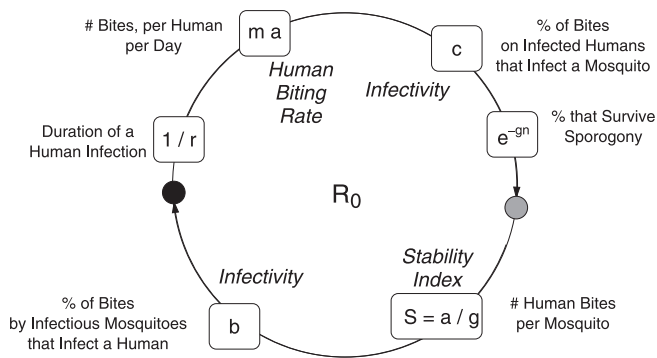 # Bites, per Human
per Day
m a
Human
Biting
Rate
c
% of Bites
on Infected Humans
that Infect a Mosquito
Infectivity
Duration of a
Human Infection
1 / r
e⁻ᵍⁿ
% that Survive
Sporogony
R₀
Infectivity
Stability
Index
% of Bites
by Infectious Mosquitoes
that Infect a Human
b
S = a / g
# Human Bites
per Mosquito